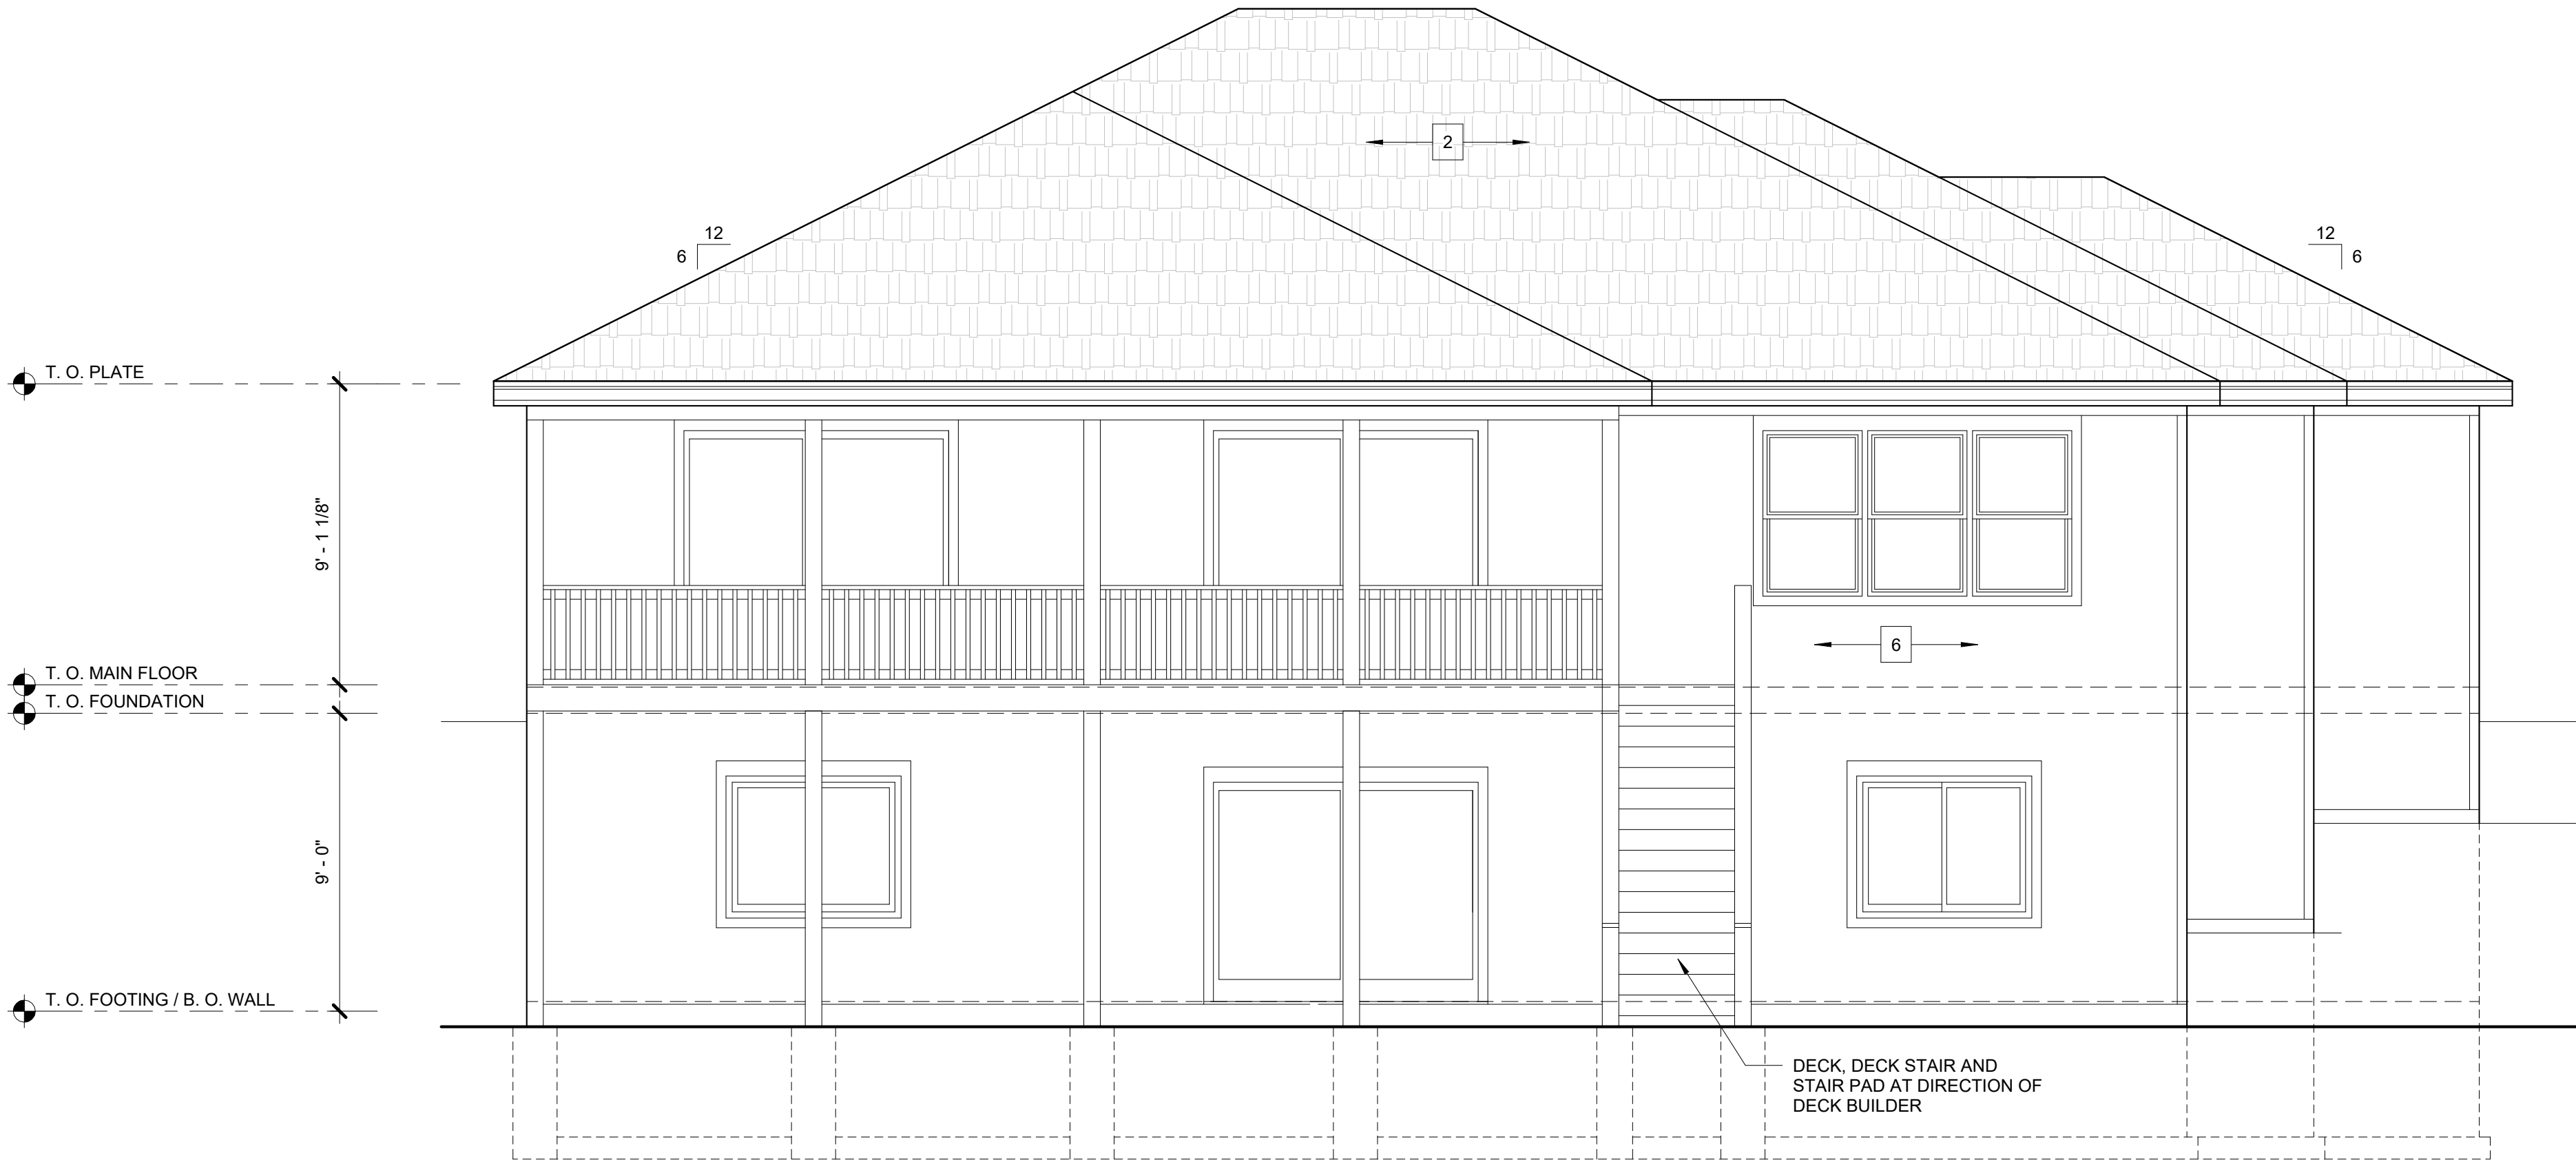 2
12
6
12
6
T. O. PLATE
9' - 1 1/8"
T. O. MAIN FLOOR
T. O. FOUNDATION
6
9' - 0"
T. O. FOOTING / B. O. WALL
DECK, DECK STAIR AND
STAIR PAD AT DIRECTION OF
DECK BUILDER